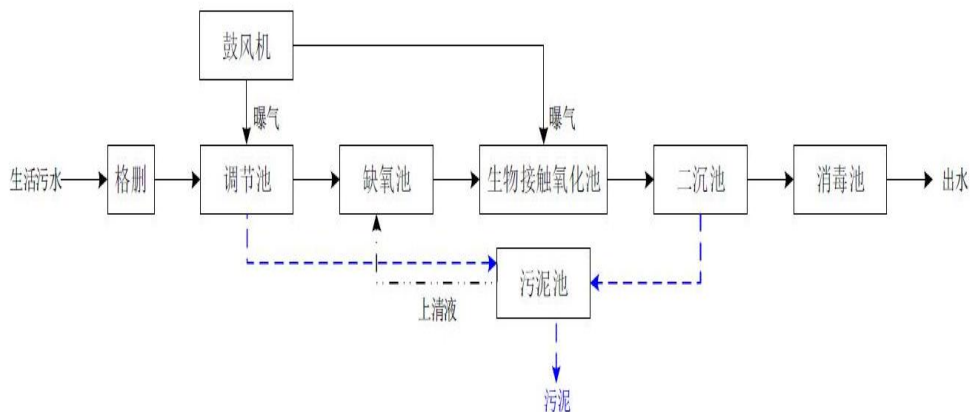 鼓风机
曝气
曝气
生活污水
格删
调节池
缺氧池
生物接触氧化池
二沉池
消毒池
出水
污泥池
上清液
污泥